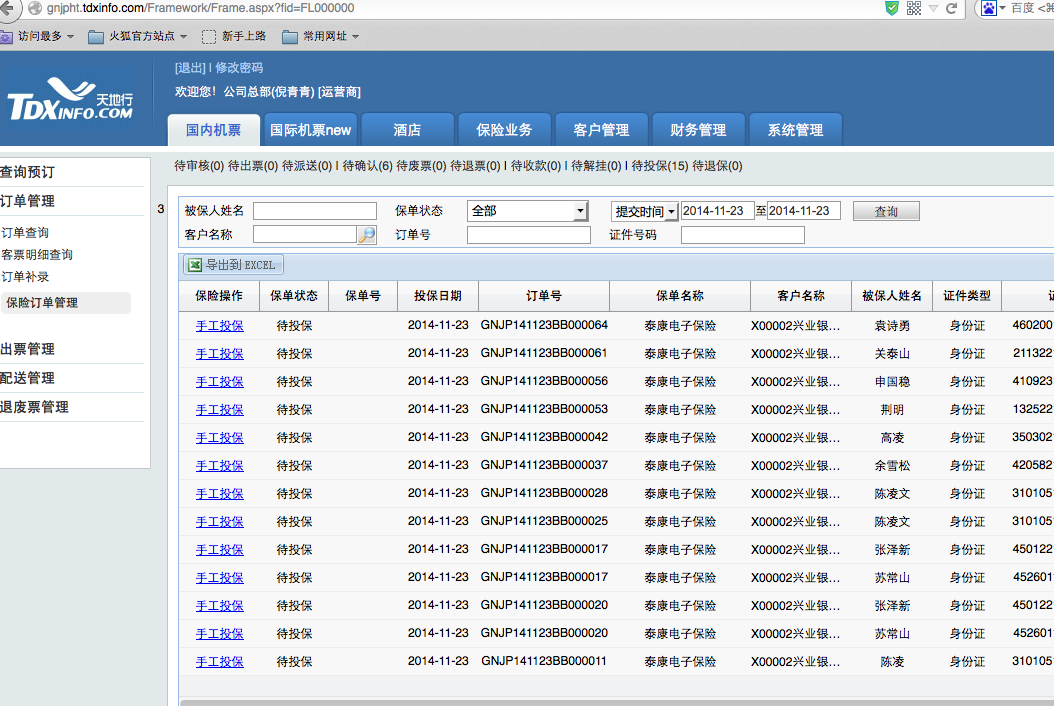 gnjpht.tdxinfo.com/Framework/Frame.aspx?fid=FL000000 百度
访问最多 火狐官方站点 新手上路 常用网址
TDXINFO.COM 天地行
[退出] | 修改密码
欢迎您! 公司总部(倪青青) [运营商]
国内机票 国际机票new 酒店 保险业务 客户管理 财务管理 系统管理
待审核(0) 待出票(0) 待派送(0) | 待确认(6) 待废票(0) 待退票(0) | 待收款(0) | 待解挂(0) | 待投保(15) 待退保(0)
查询预订
订单管理
订单查询
客票明细查询
订单补录
保险订单管理
出票管理
配送管理
退废票管理
3
被保人姓名 保单状态 全部 提交时间 2014-11-23 至 2014-11-23 查询
客户名称 订单号 证件号码
导出到 EXCEL
保险操作 保单状态 保单号 投保日期 订单号 保单名称 客户名称 被保人姓名 证件类型
手工投保 待投保 2014-11-23 GNJP141123BB000064 泰康电子保险 X00002兴业银... 袁诗勇 身份证 460200
手工投保 待投保 2014-11-23 GNJP141123BB000061 泰康电子保险 X00002兴业银... 关泰山 身份证 211322
手工投保 待投保 2014-11-23 GNJP141123BB000056 泰康电子保险 X00002兴业银... 申国稳 身份证 410923
手工投保 待投保 2014-11-23 GNJP141123BB000053 泰康电子保险 X00002兴业银... 荆明 身份证 132522
手工投保 待投保 2014-11-23 GNJP141123BB000042 泰康电子保险 X00002兴业银... 高凌 身份证 350302
手工投保 待投保 2014-11-23 GNJP141123BB000037 泰康电子保险 X00002兴业银... 余雪松 身份证 420582
手工投保 待投保 2014-11-23 GNJP141123BB000028 泰康电子保险 X00002兴业银... 陈凌文 身份证 310105
手工投保 待投保 2014-11-23 GNJP141123BB000025 泰康电子保险 X00002兴业银... 陈凌文 身份证 310105
手工投保 待投保 2014-11-23 GNJP141123BB000017 泰康电子保险 X00002兴业银... 张泽新 身份证 450122
手工投保 待投保 2014-11-23 GNJP141123BB000017 泰康电子保险 X00002兴业银... 苏常山 身份证 452601
手工投保 待投保 2014-11-23 GNJP141123BB000020 泰康电子保险 X00002兴业银... 张泽新 身份证 450122
手工投保 待投保 2014-11-23 GNJP141123BB000020 泰康电子保险 X00002兴业银... 苏常山 身份证 452601
手工投保 待投保 2014-11-23 GNJP141123BB000011 泰康电子保险 X00002兴业银... 陈凌 身份证 310105